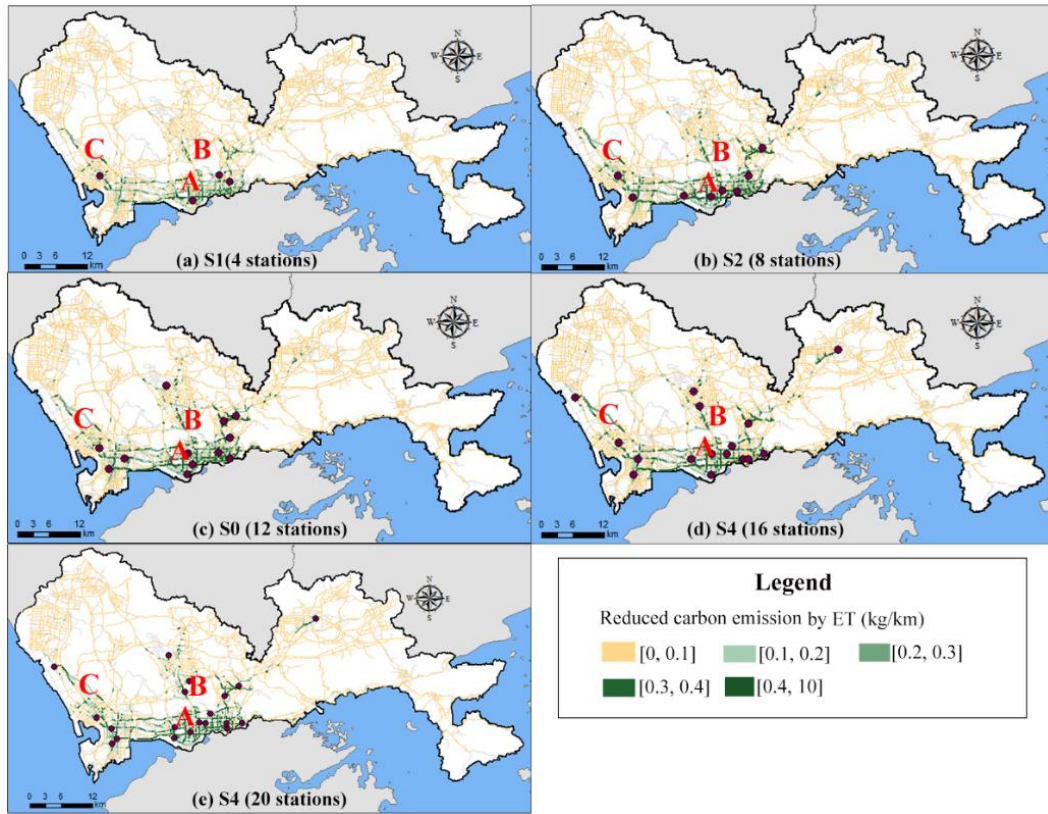 N
W E
S
C
B
A
0 3 6 12
km
(a) S1(4 stations)
N
W E
S
C
B
A
0 3 6 12
km
(b) S2 (8 stations)
N
W E
S
C
B
A
0 3 6 12
km
(c) S0 (12 stations)
N
W E
S
C
B
A
0 3 6 12
km
(d) S4 (16 stations)
N
W E
S
C
B
A
0 3 6 12
km
(e) S4 (20 stations)
Legend
Reduced carbon emission by ET (kg/km)
[0, 0.1] [0.1, 0.2] [0.2, 0.3]
[0.3, 0.4] [0.4, 10]